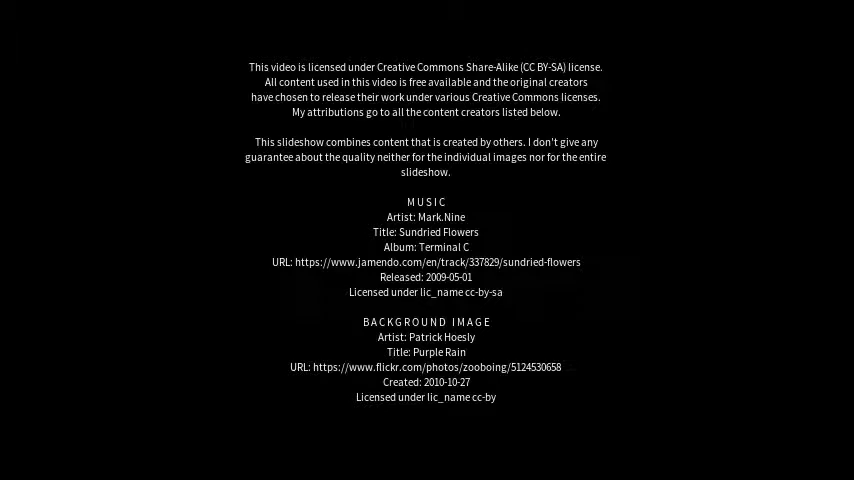 This video is licensed under Creative Commons Share-Alike (CC BY-SA) license.
All content used in this video is free available and the original creators
have chosen to release their work under various Creative Commons licenses.
My attributions go to all the content creators listed below.
This slideshow combines content that is created by others. I don't give any
guarantee about the quality neither for the individual images nor for the entire
slideshow.
MUSIC
Artist: Mark.Nine
Title: Sundried Flowers
Album: Terminal C
URL: https://www.jamendo.com/en/track/337829/sundried-flowers
Released: 2009-05-01
Licensed under lic_name cc-by-sa
BACKGROUND IMAGE
Artist: Patrick Hoesly
Title: Purple Rain
URL: https://www.flickr.com/photos/zooboing/5124530658
Created: 2010-10-27
Licensed under lic_name cc-by